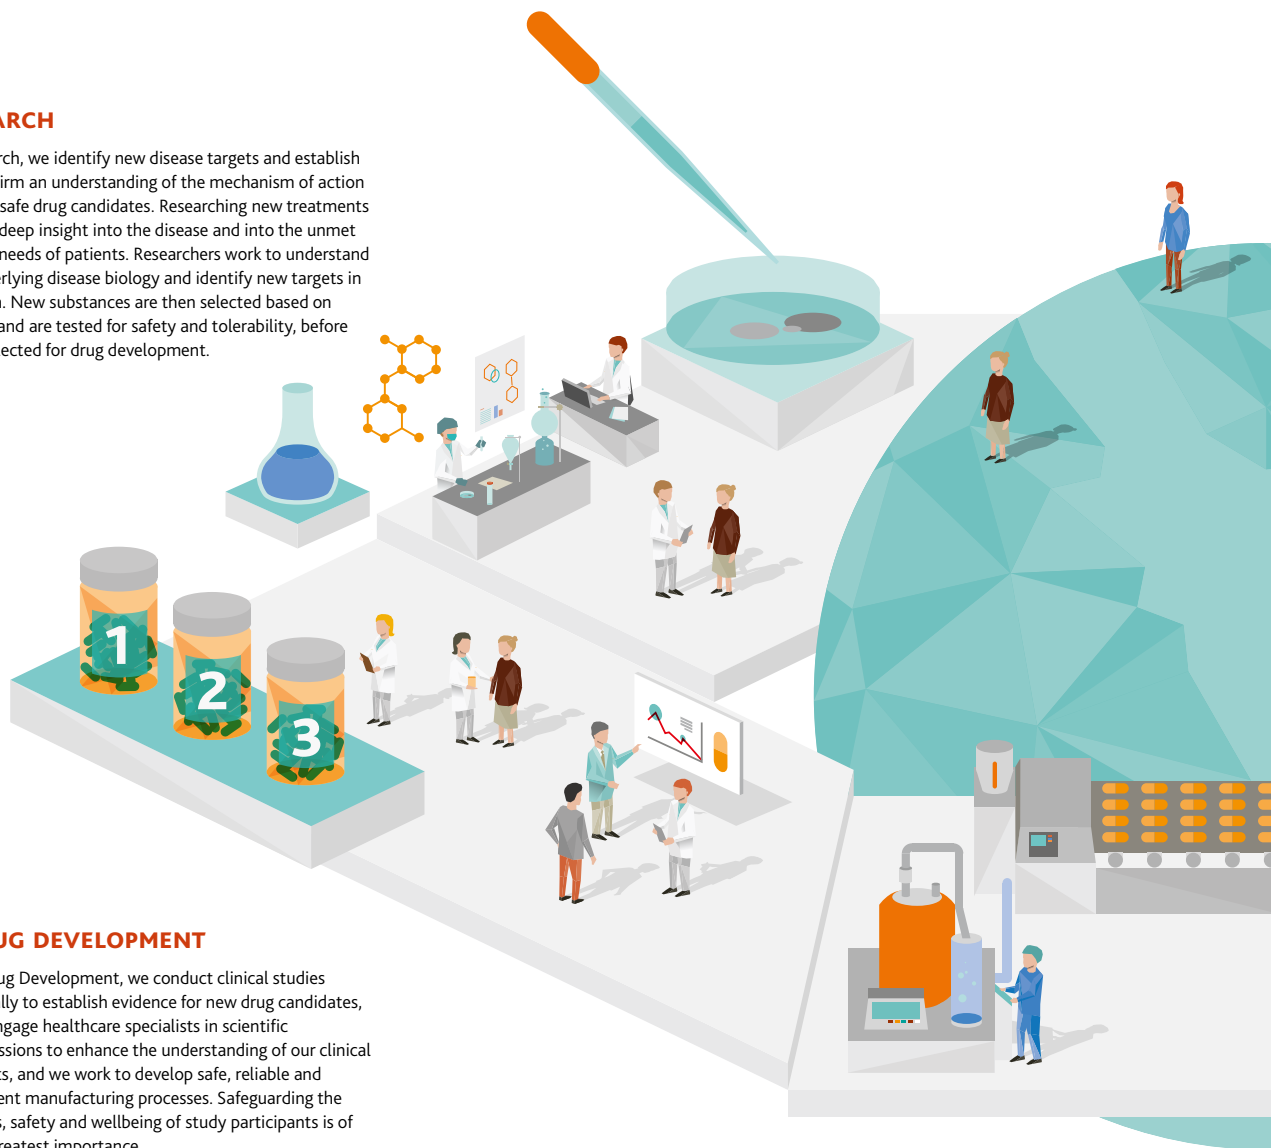 ARCH
rch, we identify new disease targets and establish
irm an understanding of the mechanism of action
safe drug candidates. Researching new treatments
deep insight into the disease and into the unmet
needs of patients. Researchers work to understand
erlying disease biology and identify new targets in
. New substances are then selected based on
and are tested for safety and tolerability, before
ected for drug development.
1
2
3
UG DEVELOPMENT
ug Development, we conduct clinical studies
lly to establish evidence for new drug candidates,
ngage healthcare specialists in scientific
ssions to enhance the understanding of our clinical
ts, and we work to develop safe, reliable and
ent manufacturing processes. Safeguarding the
s, safety and wellbeing of study participants is of
reatest importance.